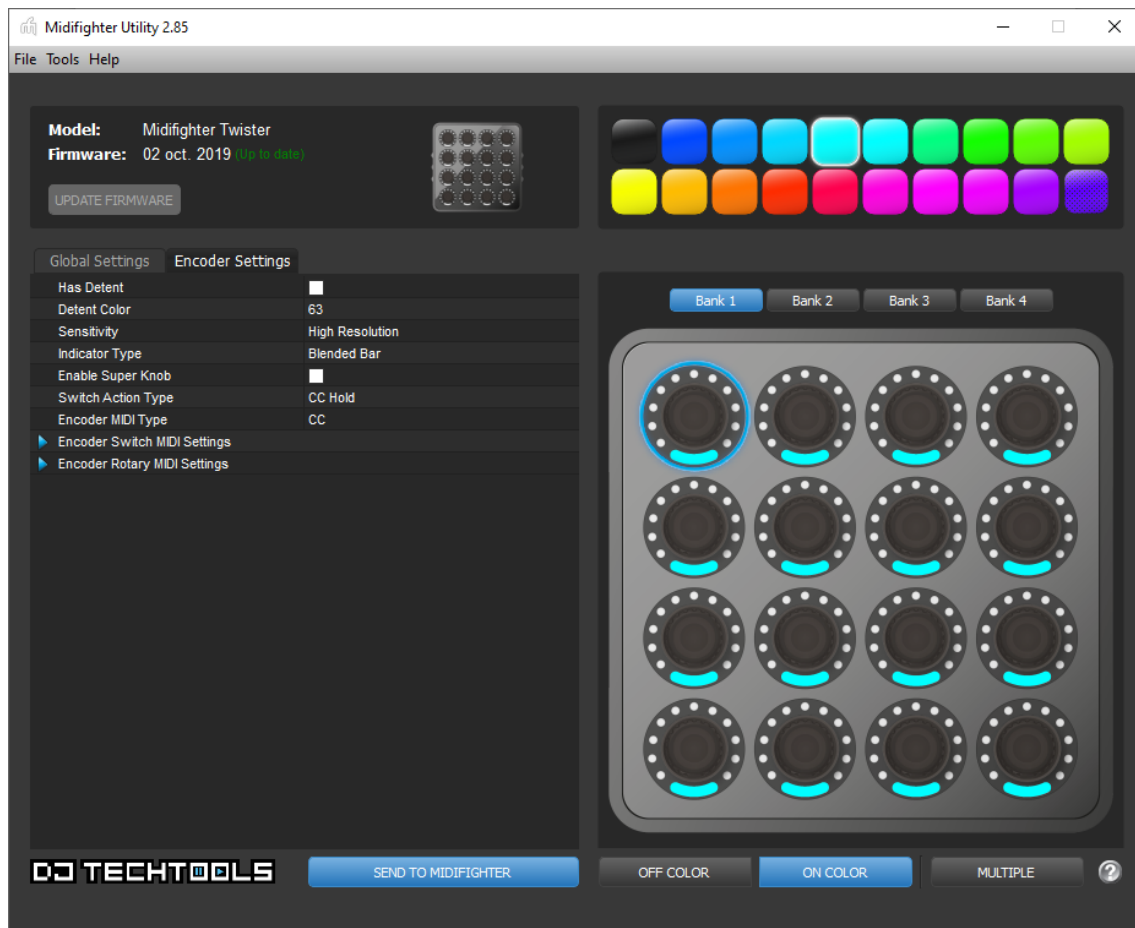 Midifighter Utility 2.85
File Tools Help
Model: Midifighter Twister
Firmware: 02 oct. 2019 (Up to date)
UPDATE FIRMWARE
Global Settings Encoder Settings
Has Detent
Detent Color 63
Sensitivity High Resolution
Indicator Type Blended Bar
Enable Super Knob
Switch Action Type CC Hold
Encoder MIDI Type CC
Encoder Switch MIDI Settings
Encoder Rotary MIDI Settings
Bank 1 Bank 2 Bank 3 Bank 4
DJ TECHTOOLS
SEND TO MIDIFIGHTER
OFF COLOR ON COLOR MULTIPLE ?